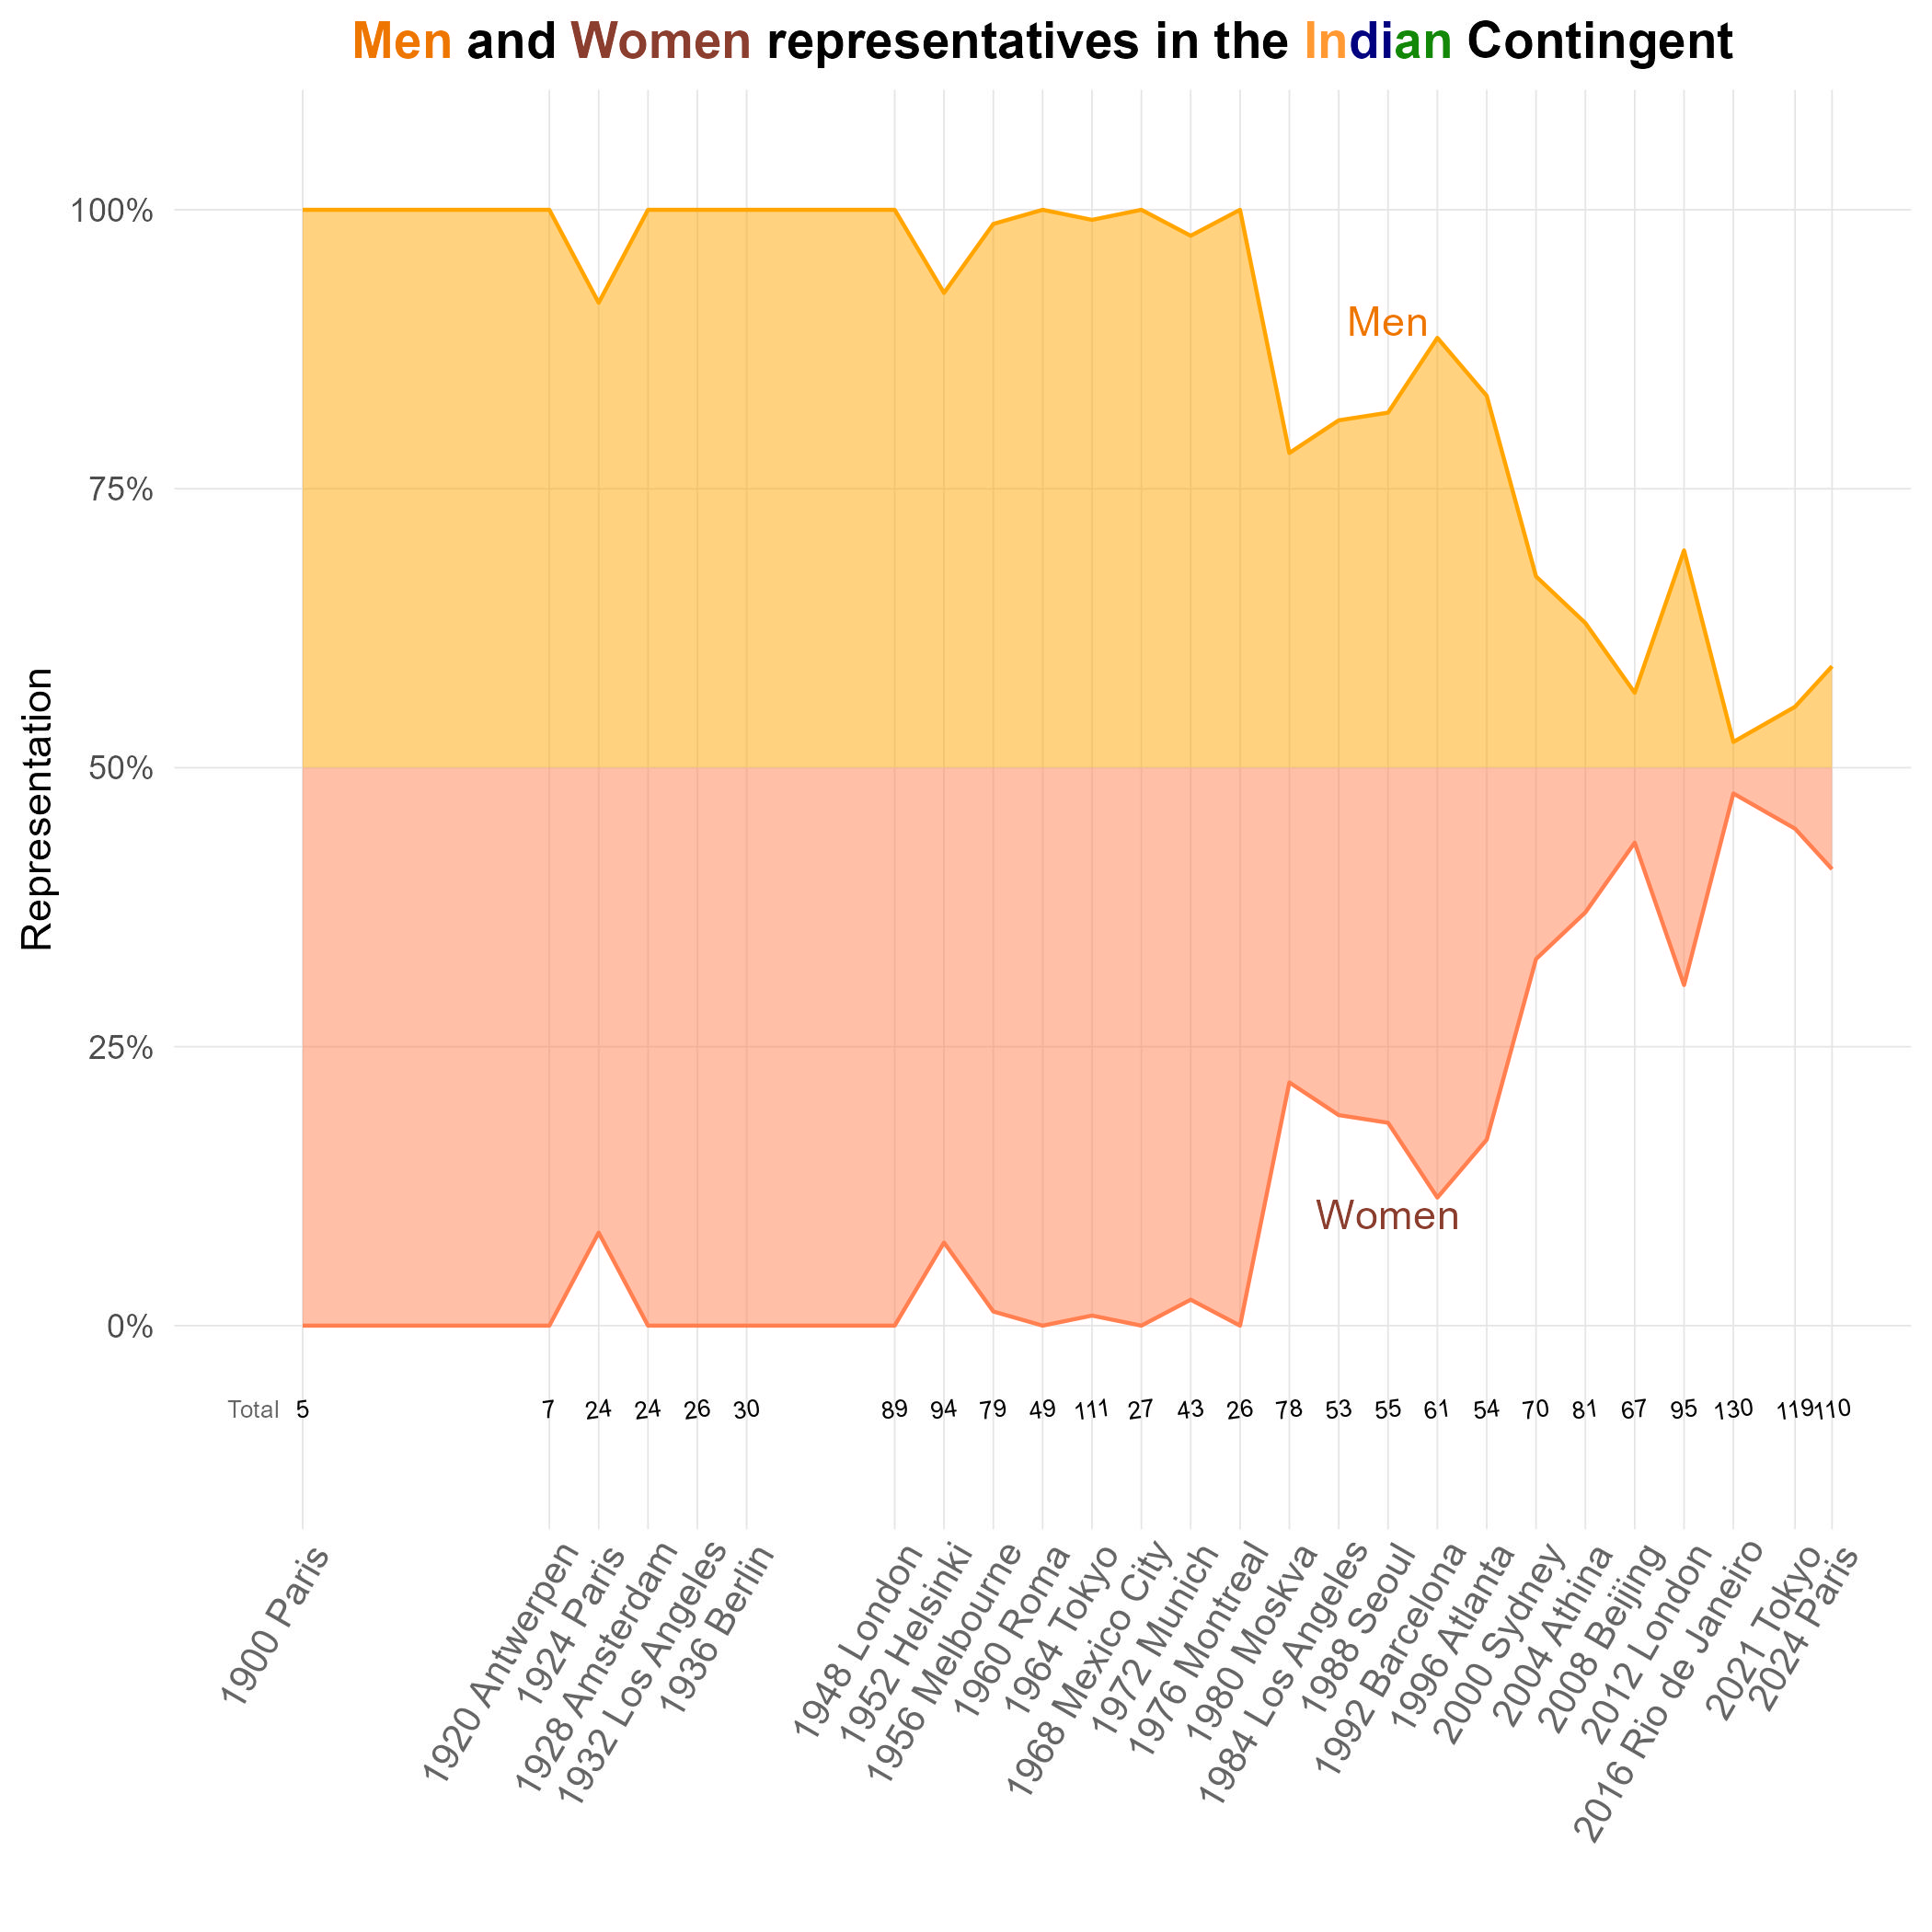 Men and Women representatives in the Indian Contingent
100%
75%
50%
25%
0%
Representation
Men
Women
Total 5 7 24 24 26 30 89 94 79 49 111 27 43 26 78 53 55 61 54 70 81 67 95 130 119 110
1900 Paris
1920 Antwerpen
1924 Paris
1928 Amsterdam
1932 Los Angeles
1936 Berlin
1948 London
1952 Helsinki
1956 Melbourne
1960 Roma
1964 Tokyo
1968 Mexico City
1972 Munich
1976 Montreal
1980 Moskva
1984 Los Angeles
1988 Seoul
1992 Barcelona
1996 Atlanta
2000 Sydney
2004 Athina
2008 Beijing
2012 London
2016 Rio de Janeiro
2021 Tokyo
2024 Paris